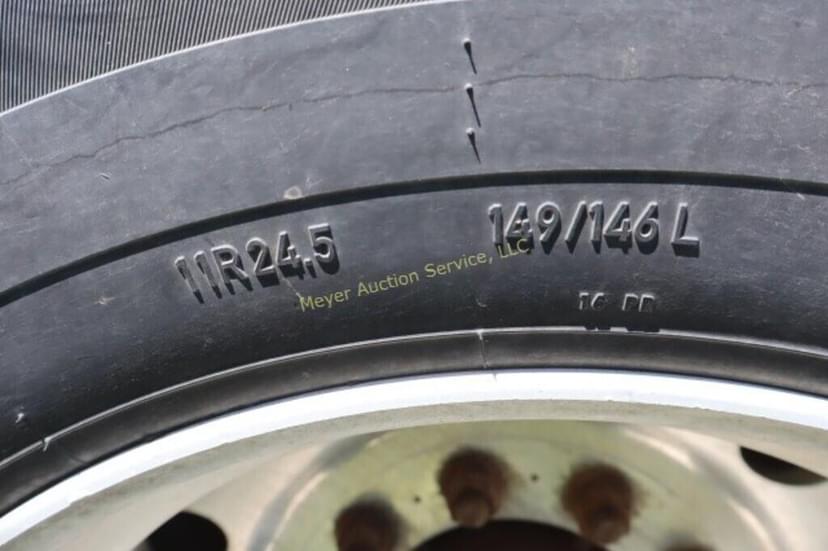 11R24.5
149/146 L
Meyer Auction Service, LLC
16 PR